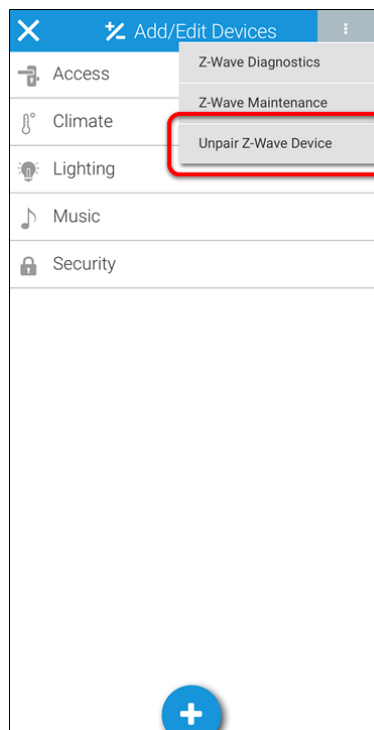 Add/Edit Devices
Z-Wave Diagnostics
Access
Z-Wave Maintenance
Climate
Unpair Z-Wave Device
Lighting
Music
Security